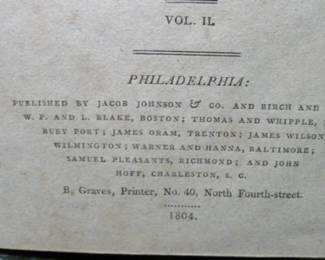 VOL. II.
PHILADELPHIA:
PUBLISHED BY JACOB JOHNSON & CO. AND BIRCH AND
W. P. AND L. BLAKE, BOSTON; THOMAS AND WHIPPLE,
BURY PORT; JAMES ORAM, TRENTON; JAMES WILSON,
WILMINGTON; WARNER AND HANNA, BALTIMORE;
SAMUEL PLEASANTS, RICHMOND; AND JOHN
HOFF, CHARLESTON, S. C.
B. Graves, Printer, No. 40, North Fourth-street.
1804.